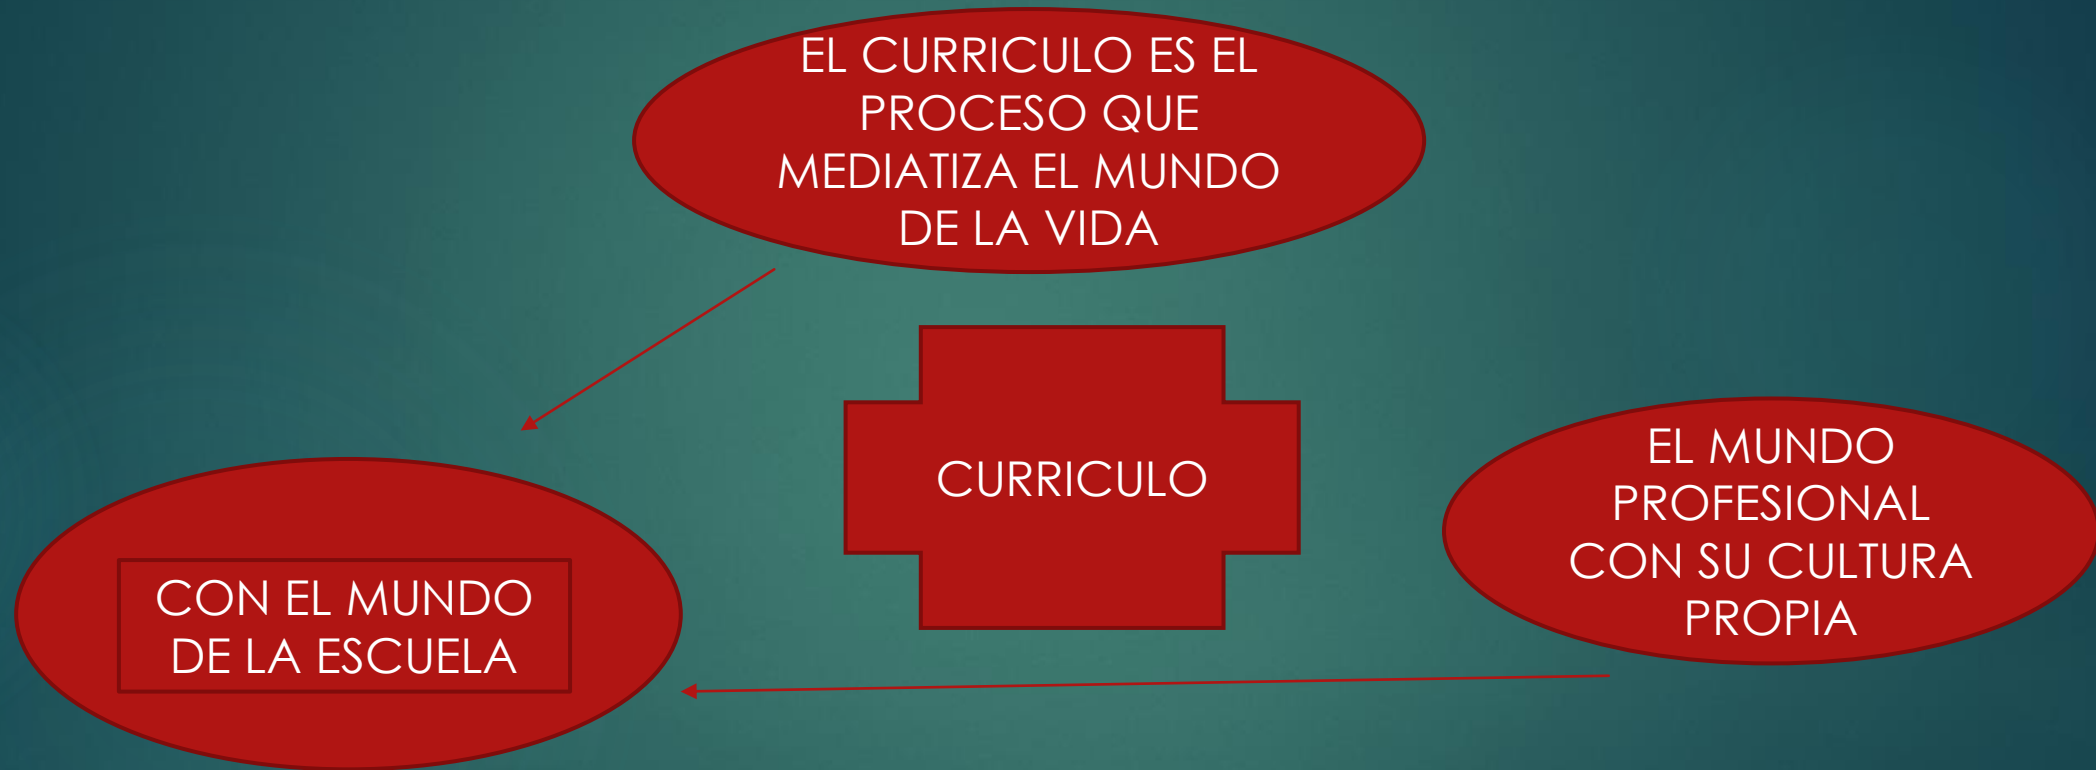 EL CURRICULO ES EL
PROCESO QUE
MEDIATIZA EL MUNDO
DE LA VIDA
CURRICULO
EL MUNDO
PROFESIONAL
CON SU CULTURA
PROPIA
CON EL MUNDO
DE LA ESCUELA